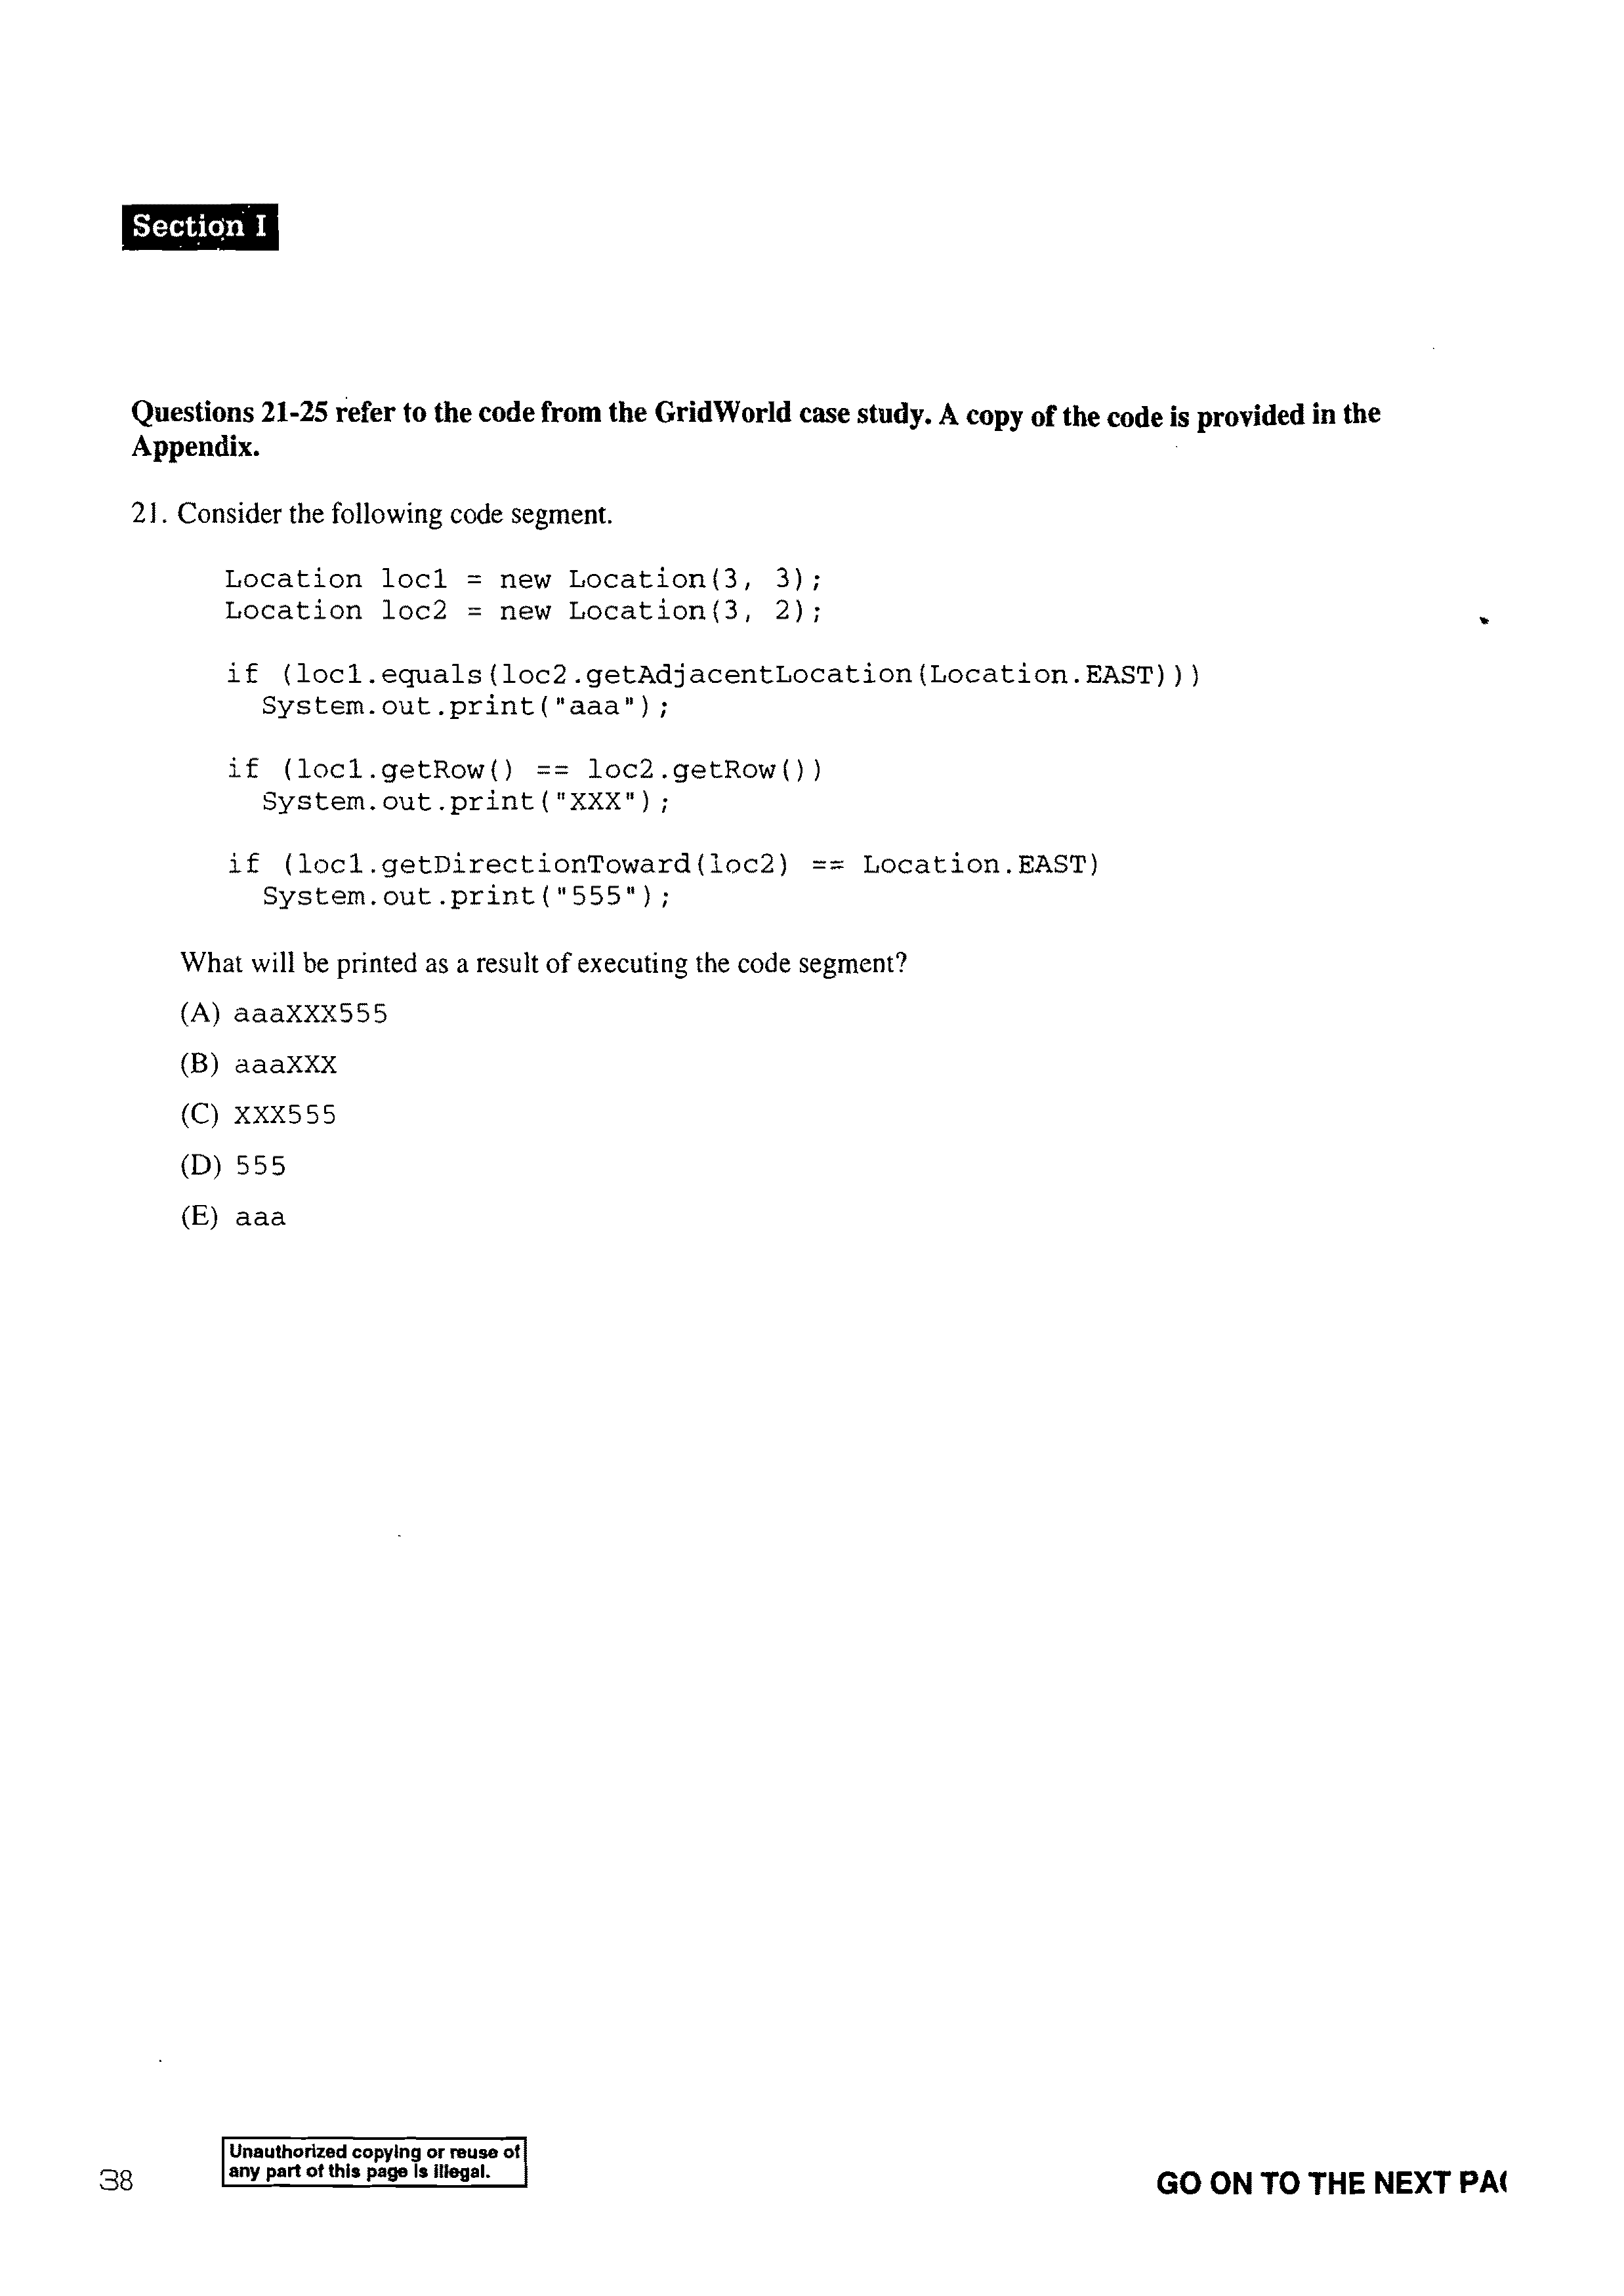 Section I
Questions 21-25 refer to the code from the GridWorld case study. A copy of the code is provided in the
Appendix.
21. Consider the following code segment.
Location loc1 = new Location(3, 3);
Location loc2 = new Location(3, 2);
if (loc1.equals(loc2.getAdjacentLocation(Location.EAST)))
System.out.print("aaa");
if (loc1.getRow() == loc2.getRow())
System.out.print("XXX");
if (loc1.getDirectionToward(loc2) == Location.EAST)
System.out.print("555");
What will be printed as a result of executing the code segment?
(A) aaaXXX555
(B) aaaXXX
(C) XXX555
(D) 555
(E) aaa
Unauthorized copying or reuse of
any part of this page is illegal.
38
GO ON TO THE NEXT PA